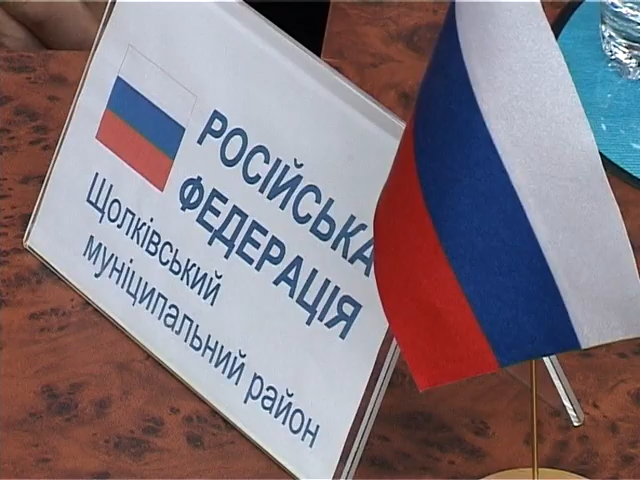 РОСІЙСЬКА
ФЕДЕРАЦІЯ
Щолківський
муніципальний район